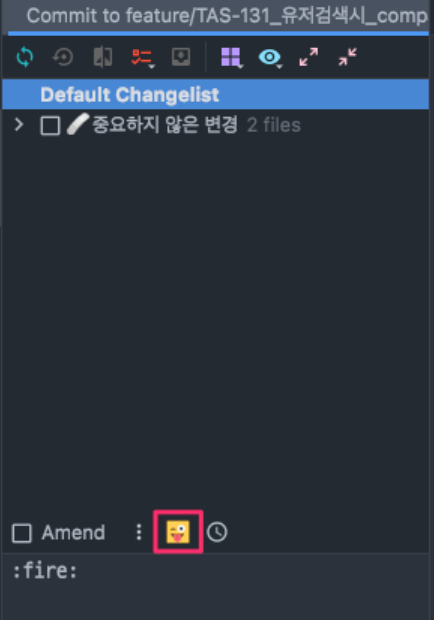 Commit to feature/TAS-131_유저검색시_comp
Default Changelist
중요하지 않은 변경 2 files
Amend
:fire: